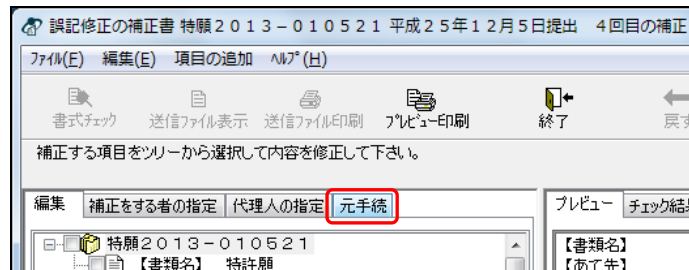 誤記修正の補正書 特願２０１３－０１０５２１ 平成２５年１２月５日提出　４回目の補正
ﾌｧｲﾙ(F) 編集(E) 項目の追加 ﾍﾙﾌﾟ(H)
書式ﾁｪｯｸ 送信ﾌｧｲﾙ表示 送信ﾌｧｲﾙ印刷 ﾌﾟﾚﾋﾞｭｰ印刷 終了 戻す
補正する項目をツリーから選択して内容を修正して下さい。
編集 補正をする者の指定 代理人の指定 元手続 プレビュー チェック結果
特願２０１３－０１０５２１ 【書類名】
【書類名】　特許願 【あて先】